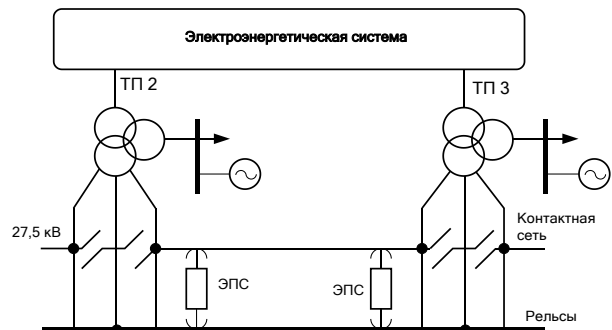 Электроэнергетическая система
ТП 2
ТП 3
27,5 кВ
Контактная
сеть
ЭПС
ЭПС
Рельсы